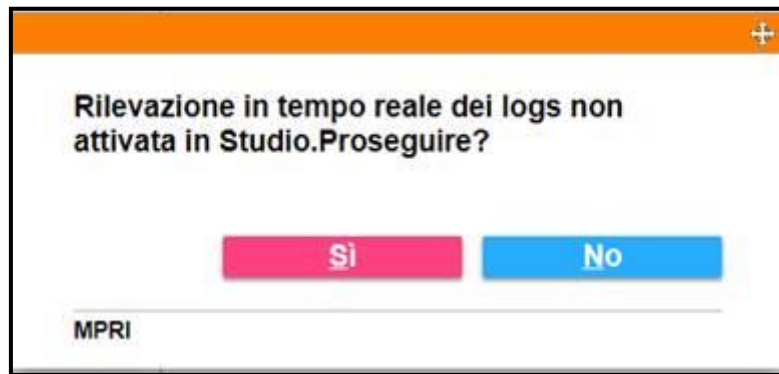 Rilevazione in tempo reale dei logs non
attivata in Studio.Proseguire?
Sì
No
MPRI